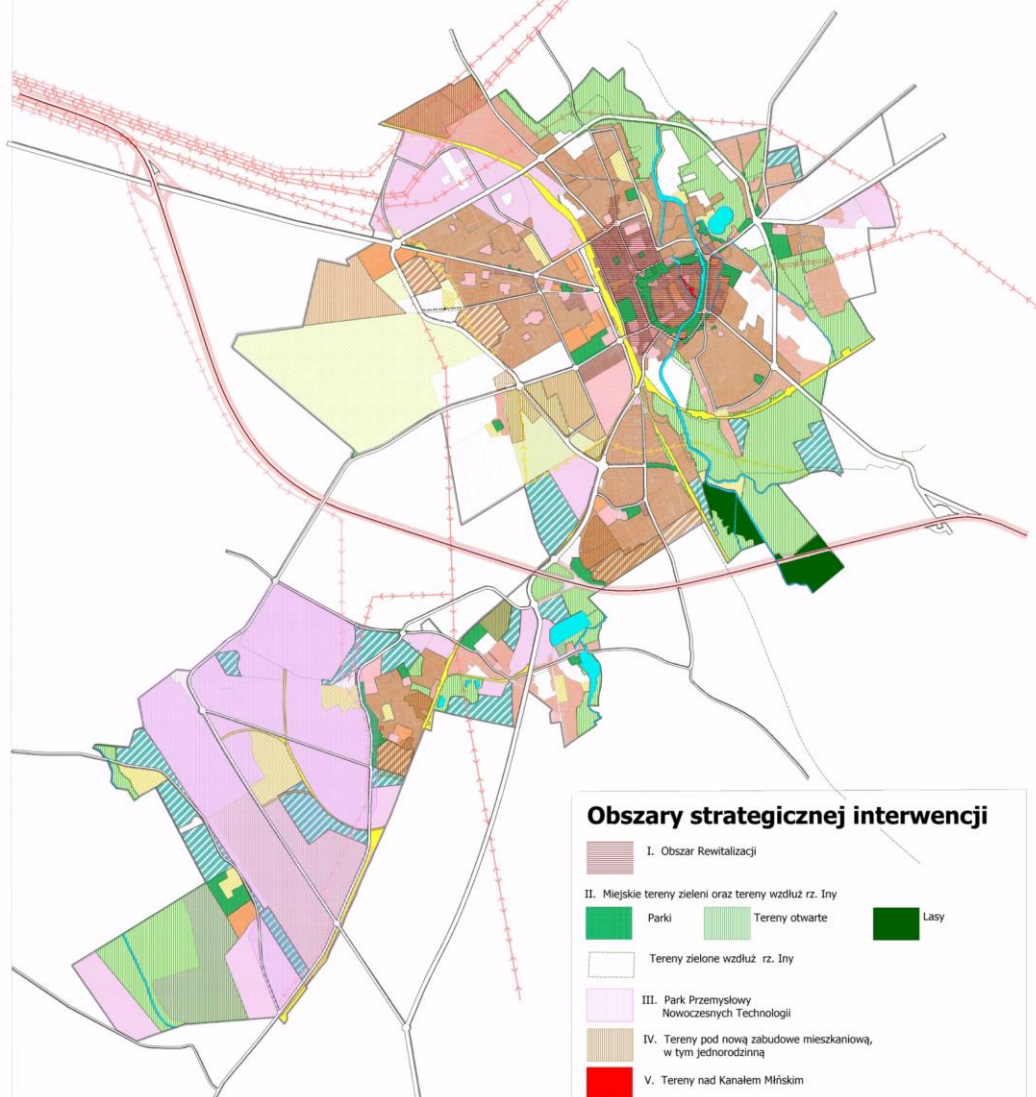 Obszary strategicznej interwencji
I. Obszar Rewitalizacji
II. Miejskie tereny zieleni oraz tereny wzdłuż rz. Iny
Parki
Tereny otwarte
Lasy
Tereny zielone wzdłuż rz. Iny
III. Park Przemysłowy
Nowoczesnych Technologii
IV. Tereny pod nową zabudowe mieszkaniową,
w tym jednorodzinną
V. Tereny nad Kanałem Młńskim